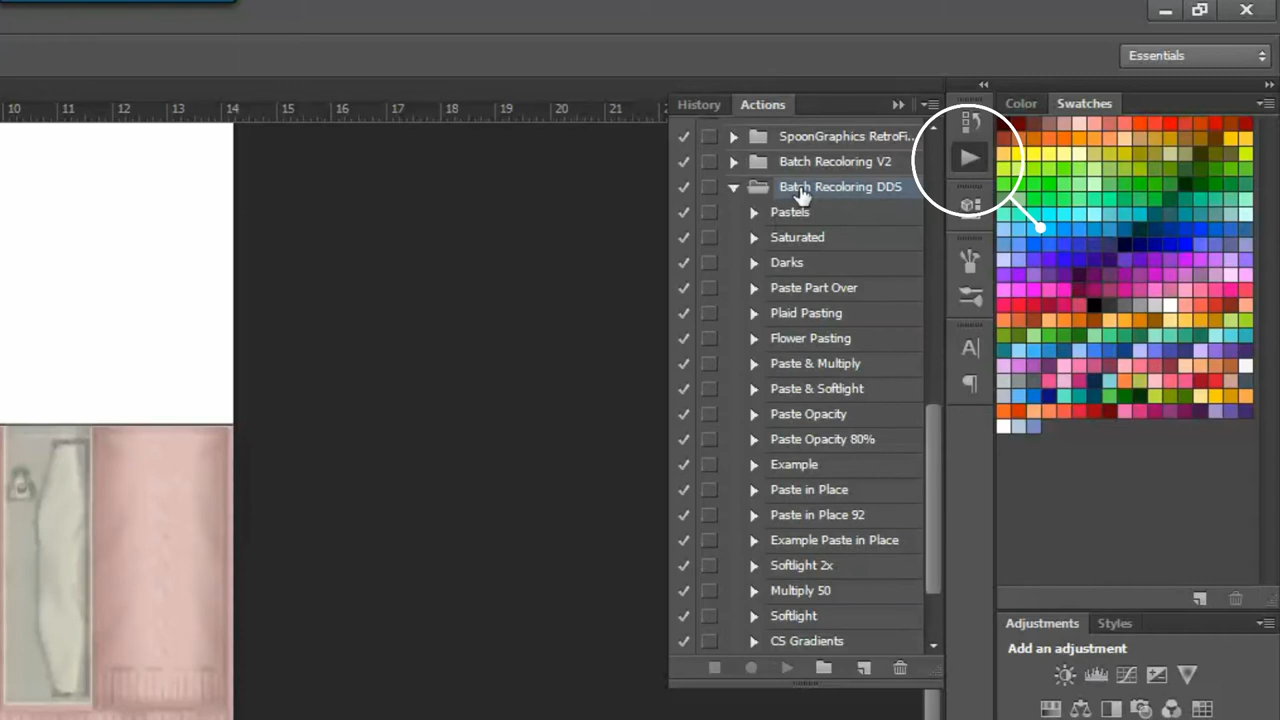 Essentials
10 11 12 13 14 15 16 17 18 19 20 21
History Actions
Color Swatches
SpoonGraphics RetroFi...
Batch Recoloring V2
Batch Recoloring DDS
Pastels
Saturated
Darks
Paste Part Over
Plaid Pasting
Flower Pasting
Paste & Multiply
Paste & Softlight
Paste Opacity
Paste Opacity 80%
Example
Paste in Place
Paste in Place 92
Example Paste in Place
Softlight 2x
Multiply 50
Softlight
CS Gradients
A
Adjustments Styles
Add an adjustment